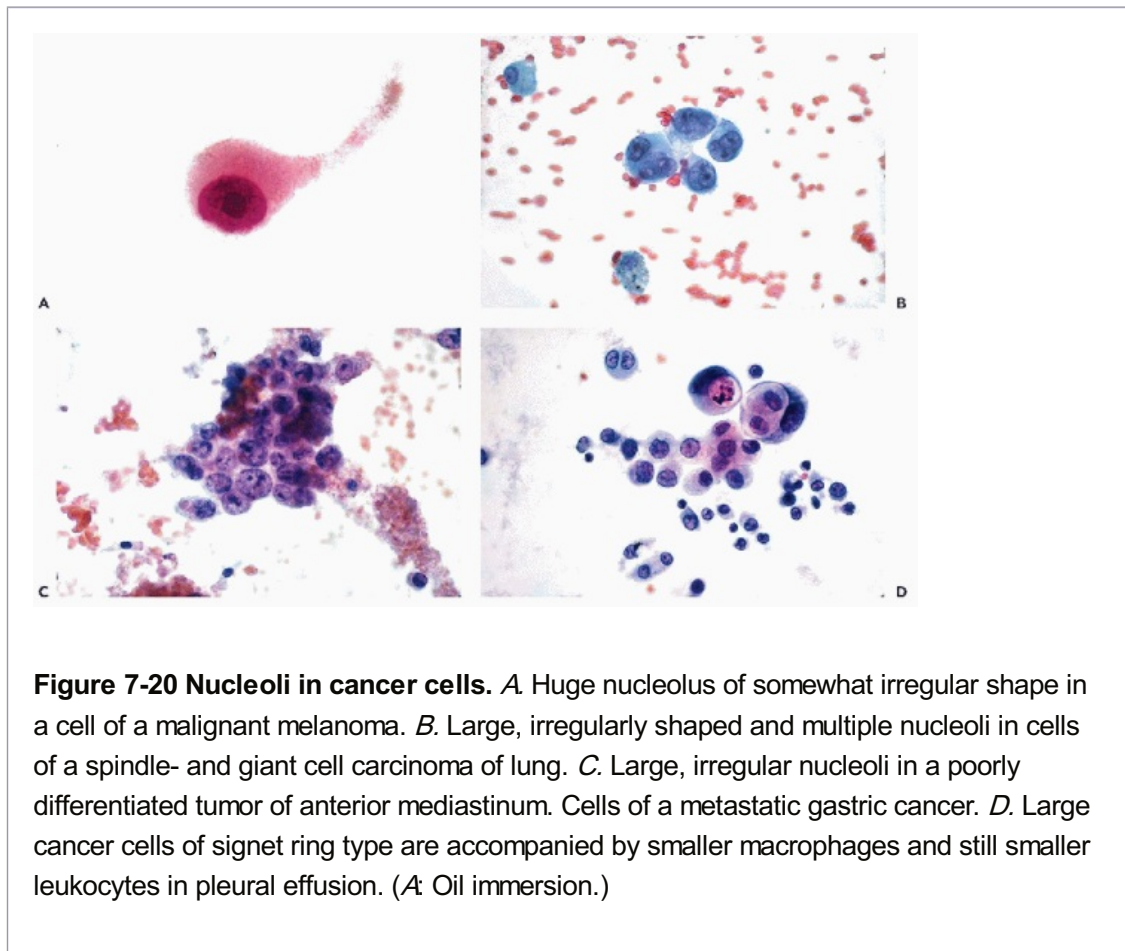 A
B
C
D
Figure 7-20 Nucleoli in cancer cells. A. Huge nucleolus of somewhat irregular shape in
a cell of a malignant melanoma. B. Large, irregularly shaped and multiple nucleoli in cells
of a spindle- and giant cell carcinoma of lung. C. Large, irregular nucleoli in a poorly
differentiated tumor of anterior mediastinum. Cells of a metastatic gastric cancer. D. Large
cancer cells of signet ring type are accompanied by smaller macrophages and still smaller
leukocytes in pleural effusion. (A: Oil immersion.)